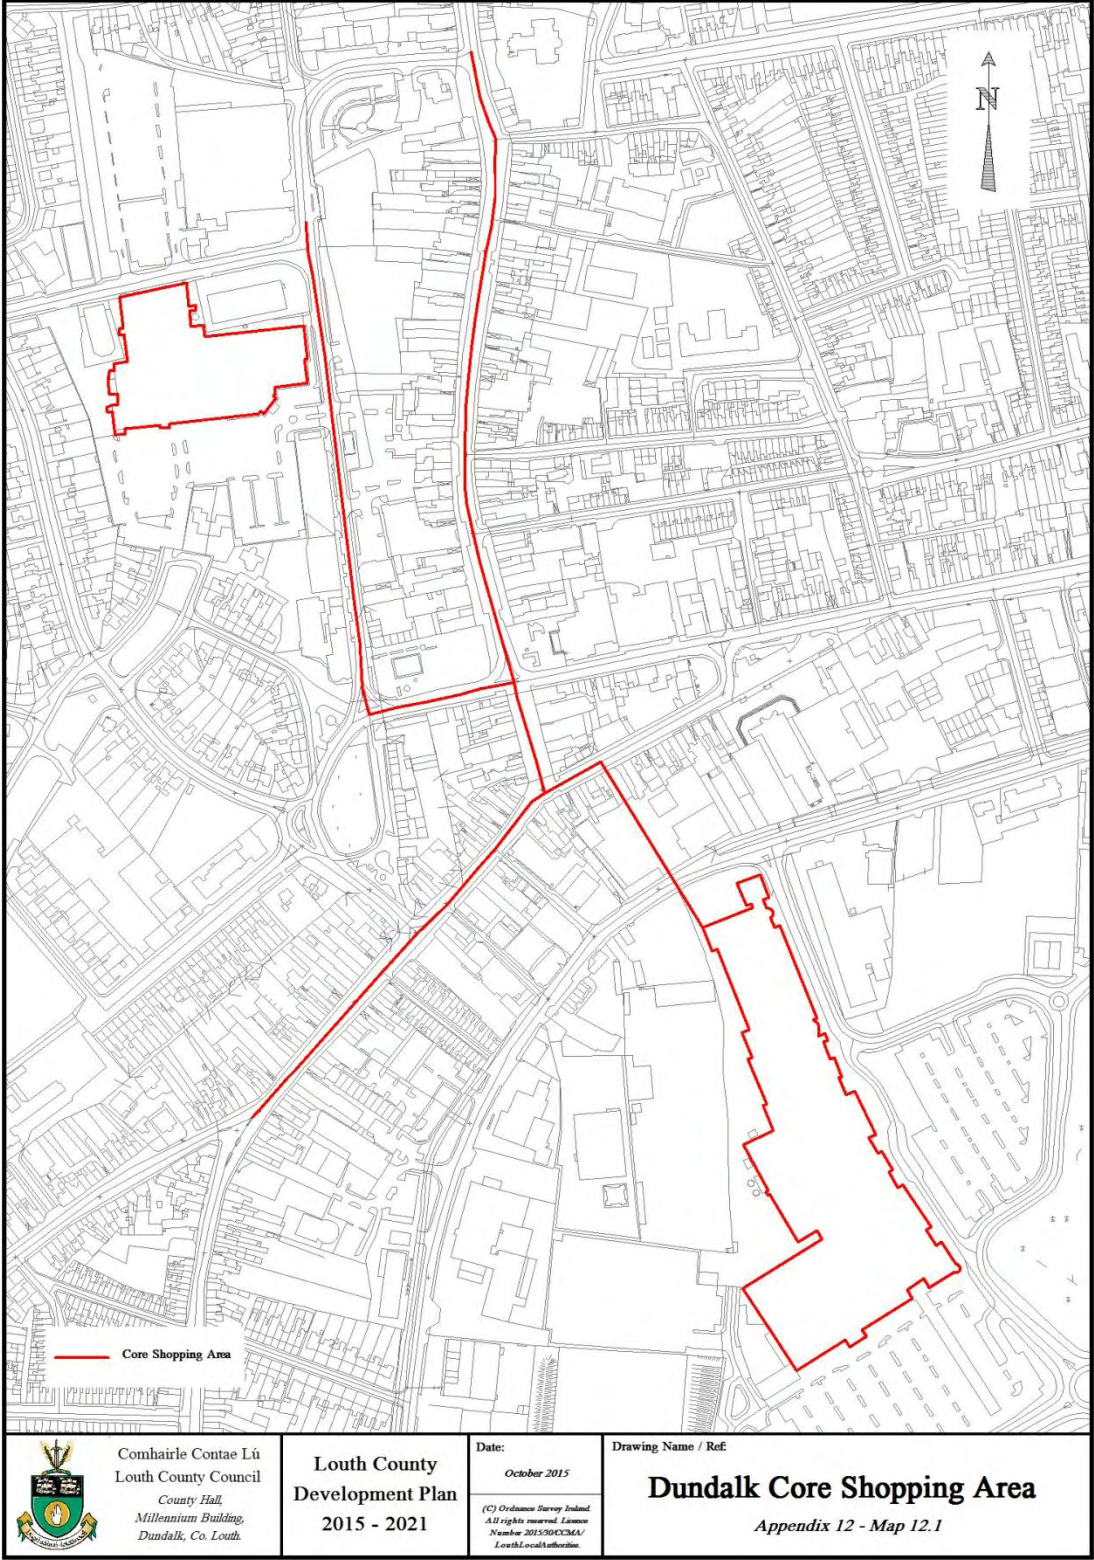 N
Core Shopping Area
Comhairle Contae Lú
Louth County Council
County Hall,
Millennium Building,
Dundalk, Co. Louth.
Louth County
Development Plan
2015 - 2021
Date:
October 2015
(C) Ordnance Survey Ireland.
All rights reserved. Licence
Number 2015/30/CCMA/
LouthLocalAuthorities.
Drawing Name / Ref:
Dundalk Core Shopping Area
Appendix 12 - Map 12.1